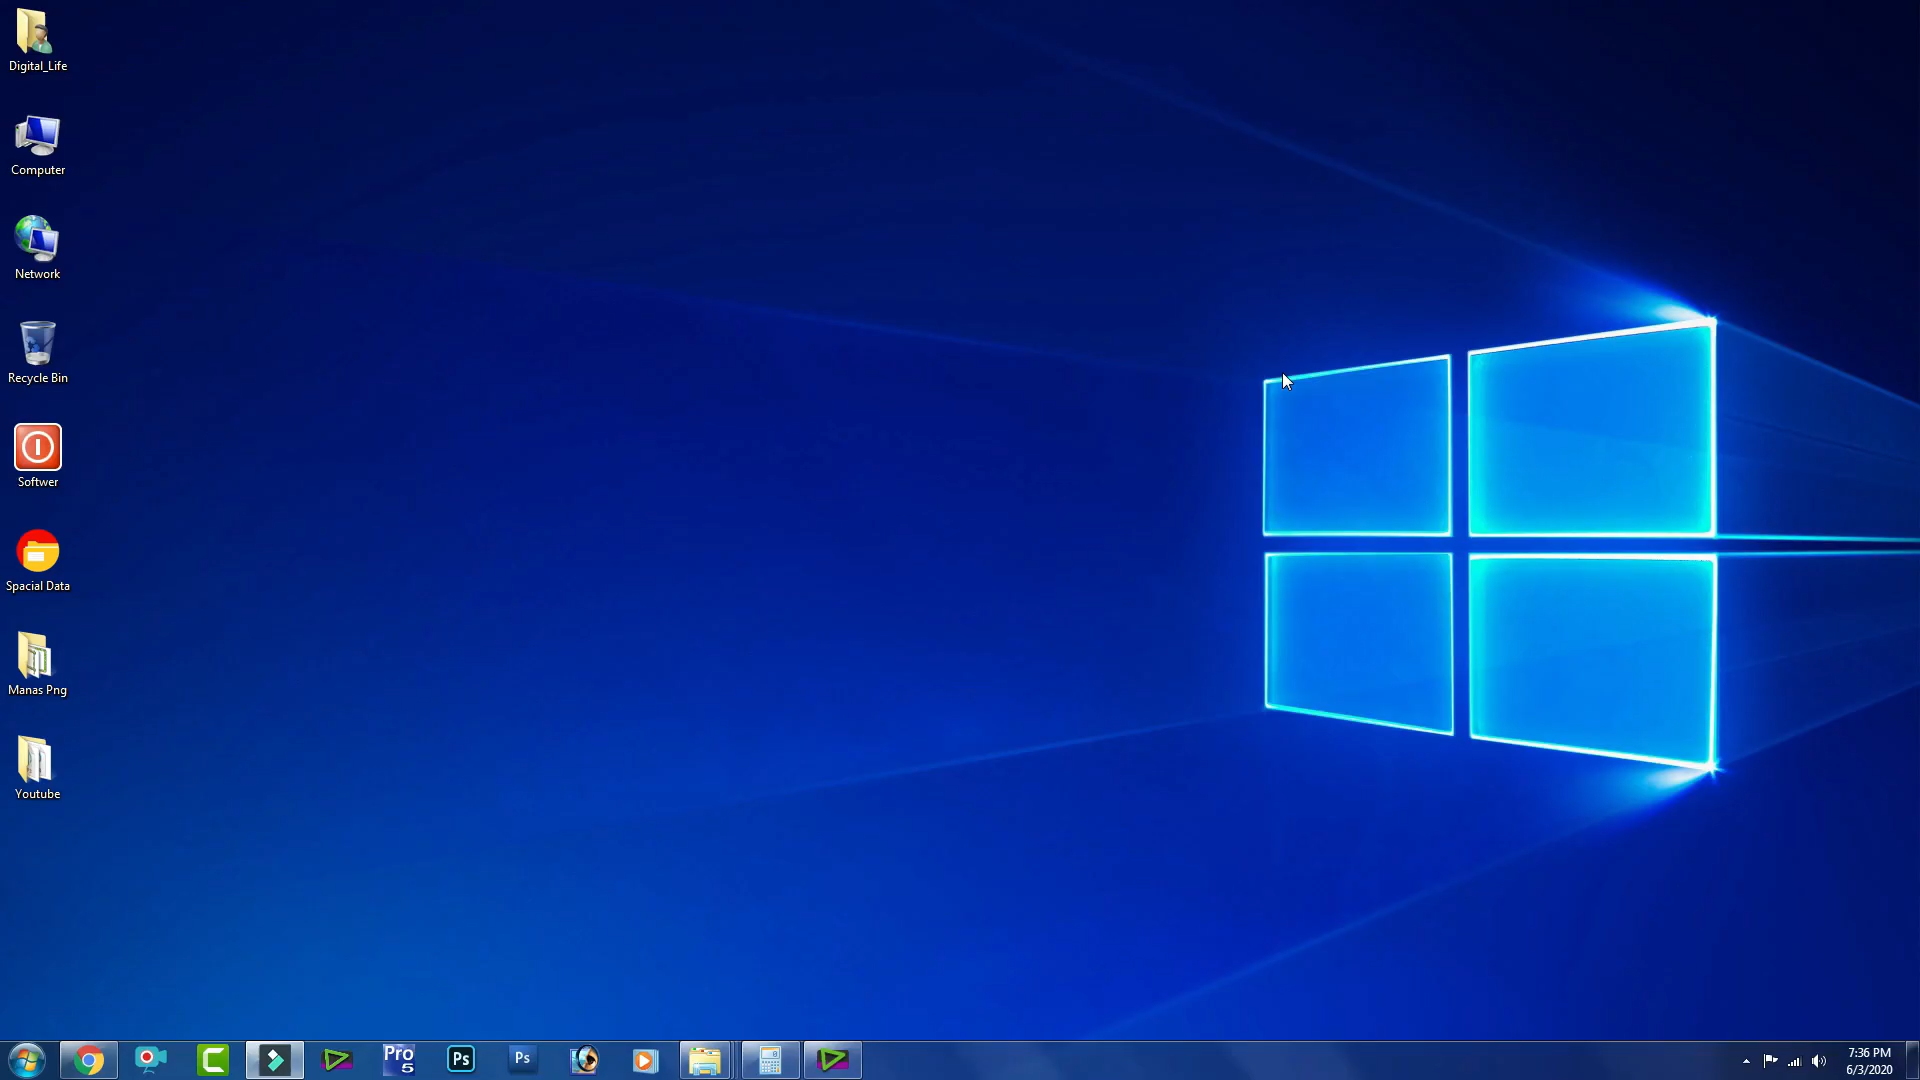 Digital_Life
Computer
Network
Recycle Bin
Softwer
Spacial Data
Manas Png
Youtube
Pro
5
Ps
Ps
7:36 PM
6/3/2020